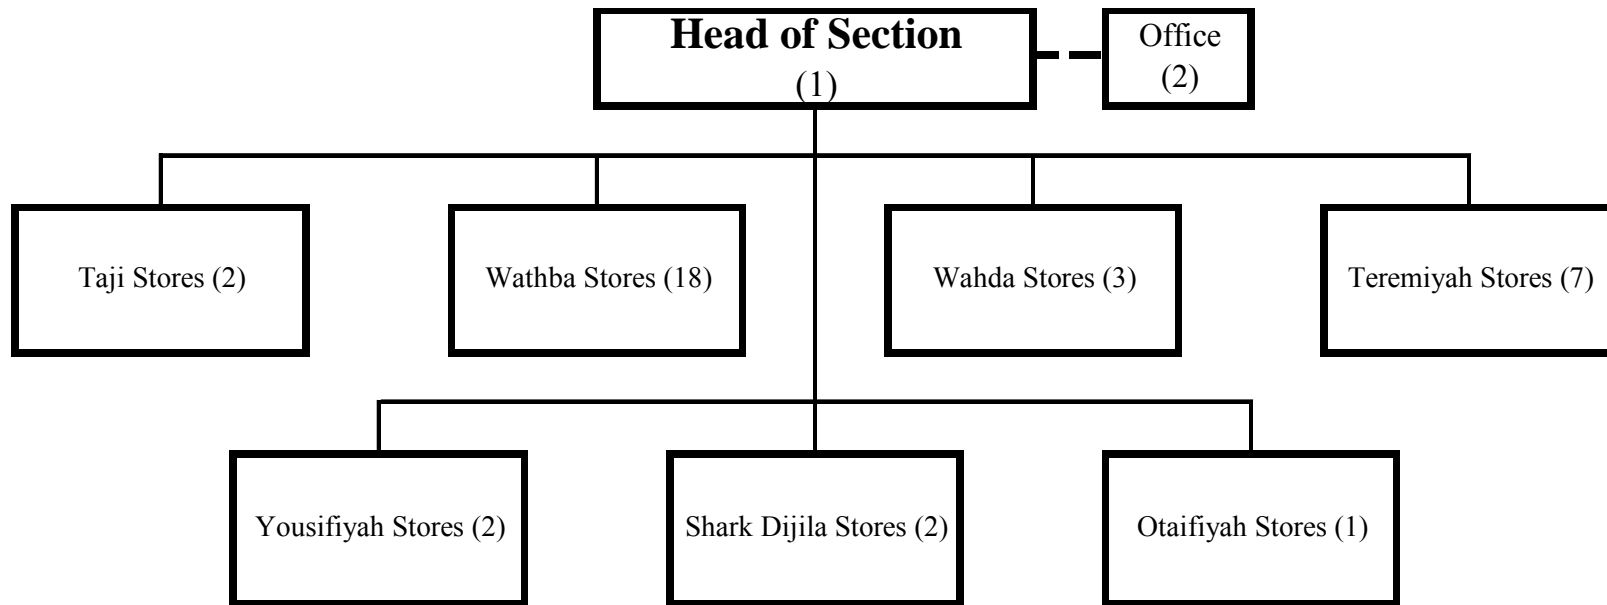 Head of Section
(1)
Office
(2)
Taji Stores (2)
Wathba Stores (18)
Wahda Stores (3)
Teremiyah Stores (7)
Yousifiyah Stores (2)
Shark Dijila Stores (2)
Otaifiyah Stores (1)